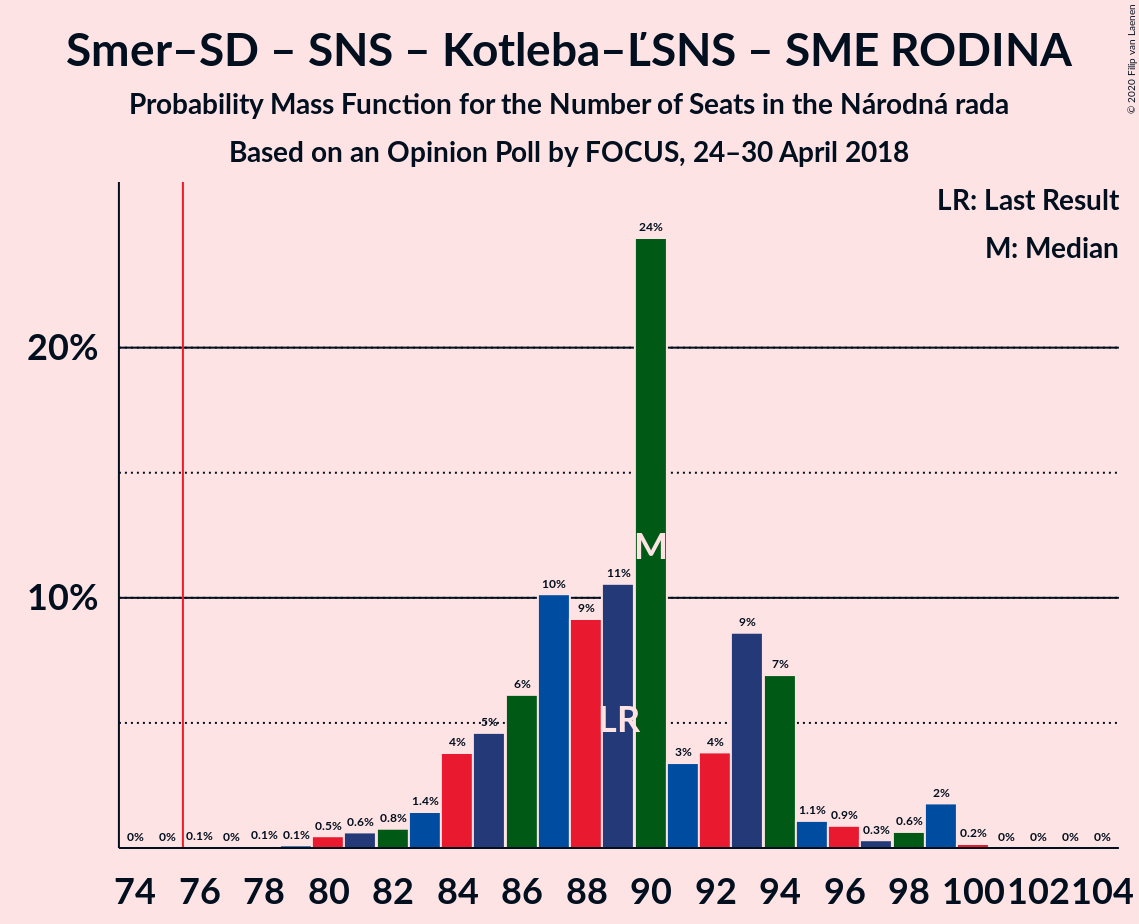 Smer–SD – SNS – Kotleba–ĽSNS – SME RODINA
Probability Mass Function for the Number of Seats in the Národná rada
Based on an Opinion Poll by FOCUS, 24–30 April 2018
© 2020 Filip van Laenen
LR: Last Result
M: Median
20%
10%
0% 0% 0.1% 0% 0.1% 0.1% 0.5% 0.6% 0.8% 1.4% 4% 5% 6% 10% 9% 11% 24% 3% 4% 9% 7% 1.1% 0.9% 0.3% 0.6% 2% 0.2% 0% 0% 0% 0%
M
LR
74 76 78 80 82 84 86 88 90 92 94 96 98 100 102 104